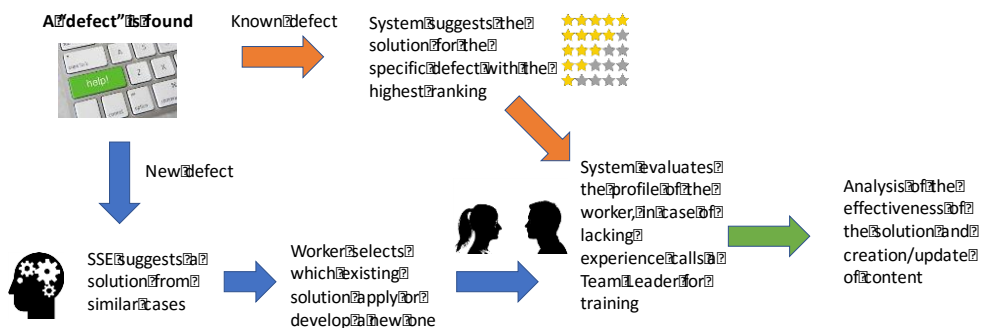 A "defect" is found
Known defect
System suggests the
solution for the
specific defect with the
highest ranking
help!
New defect
System evaluates
the profile of the
worker, in case of
lacking
experience calls a
Team Leader for
training
Analysis of the
effectiveness of
the solution and
creation/update
of content
SSE suggests a
solution from
similar cases
Worker selects
which existing
solution apply or
develop a new one